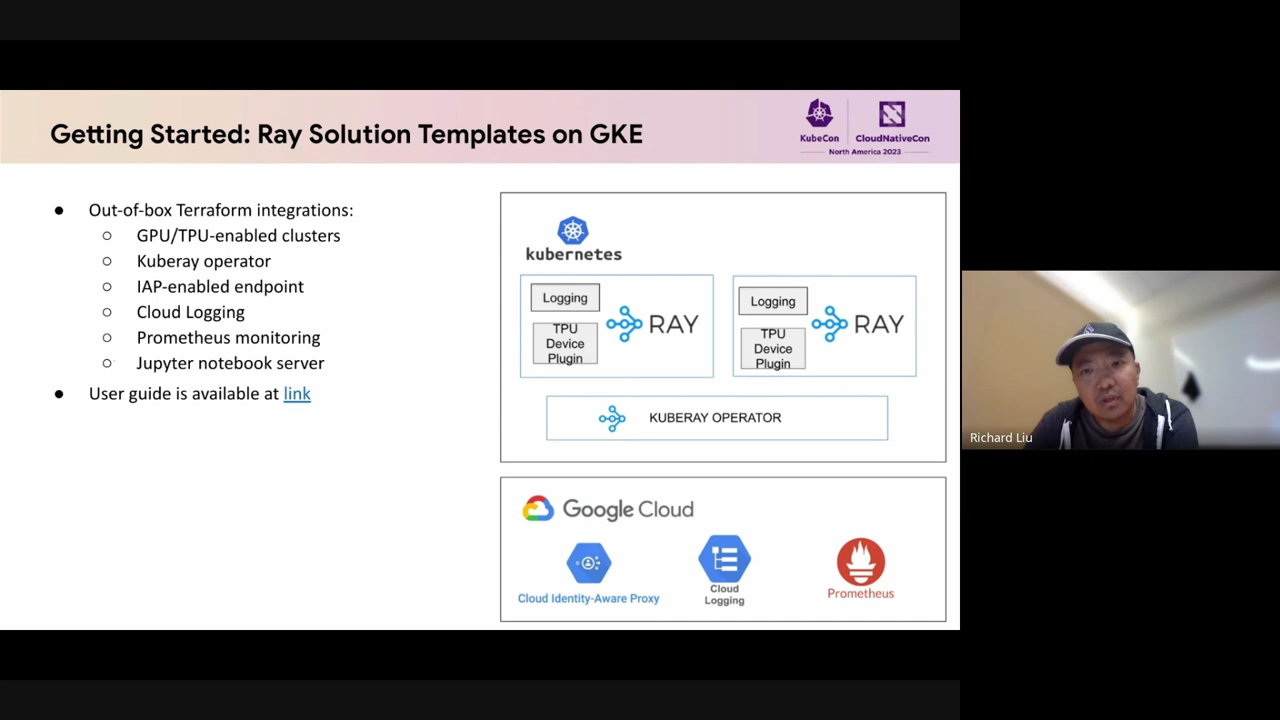 Getting Started: Ray Solution Templates on GKE
KubeCon
CloudNativeCon
North America 2023
● Out-of-box Terraform integrations:
○ GPU/TPU-enabled clusters
○ Kuberay operator
○ IAP-enabled endpoint
○ Cloud Logging
○ Prometheus monitoring
○ Jupyter notebook server
● User guide is available at link
kubernetes
Logging
TPU
Device
Plugin
RAY
Logging
TPU
Device
Plugin
RAY
KUBERAY OPERATOR
Google Cloud
Cloud Identity-Aware Proxy
Cloud
Logging
Prometheus
Richard Liu